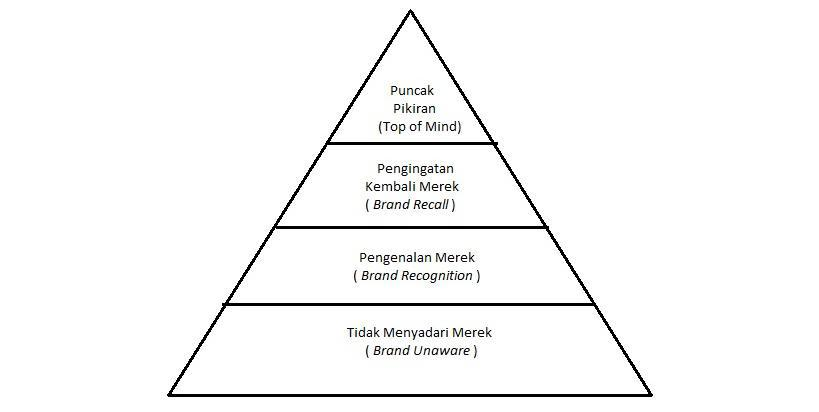 Puncak
Pikiran
(Top of Mind)
Pengingatan
Kembali Merek
( Brand Recall )
Pengenalan Merek
( Brand Recognition )
Tidak Menyadari Merek
( Brand Unaware )